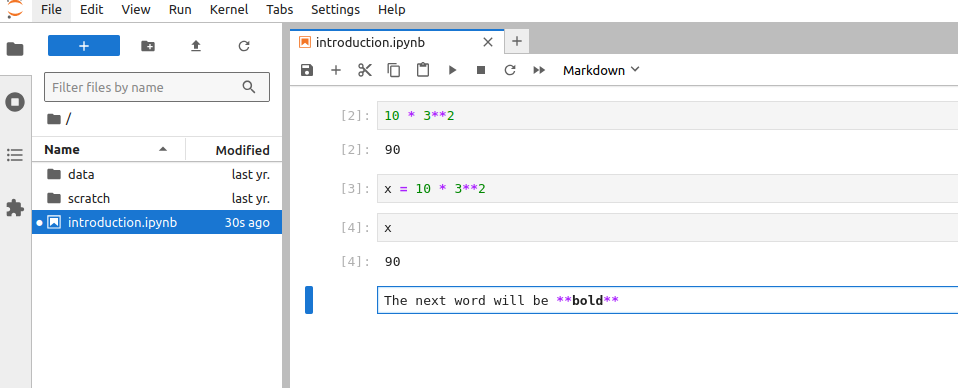 File Edit View Run Kernel Tabs Settings Help
introduction.ipynb
Filter files by name
Markdown
/
Name Modified
data last yr.
scratch last yr.
introduction.ipynb 30s ago
[2]: 10 * 3**2
[2]: 90
[3]: x = 10 * 3**2
[4]: x
[4]: 90
The next word will be **bold**